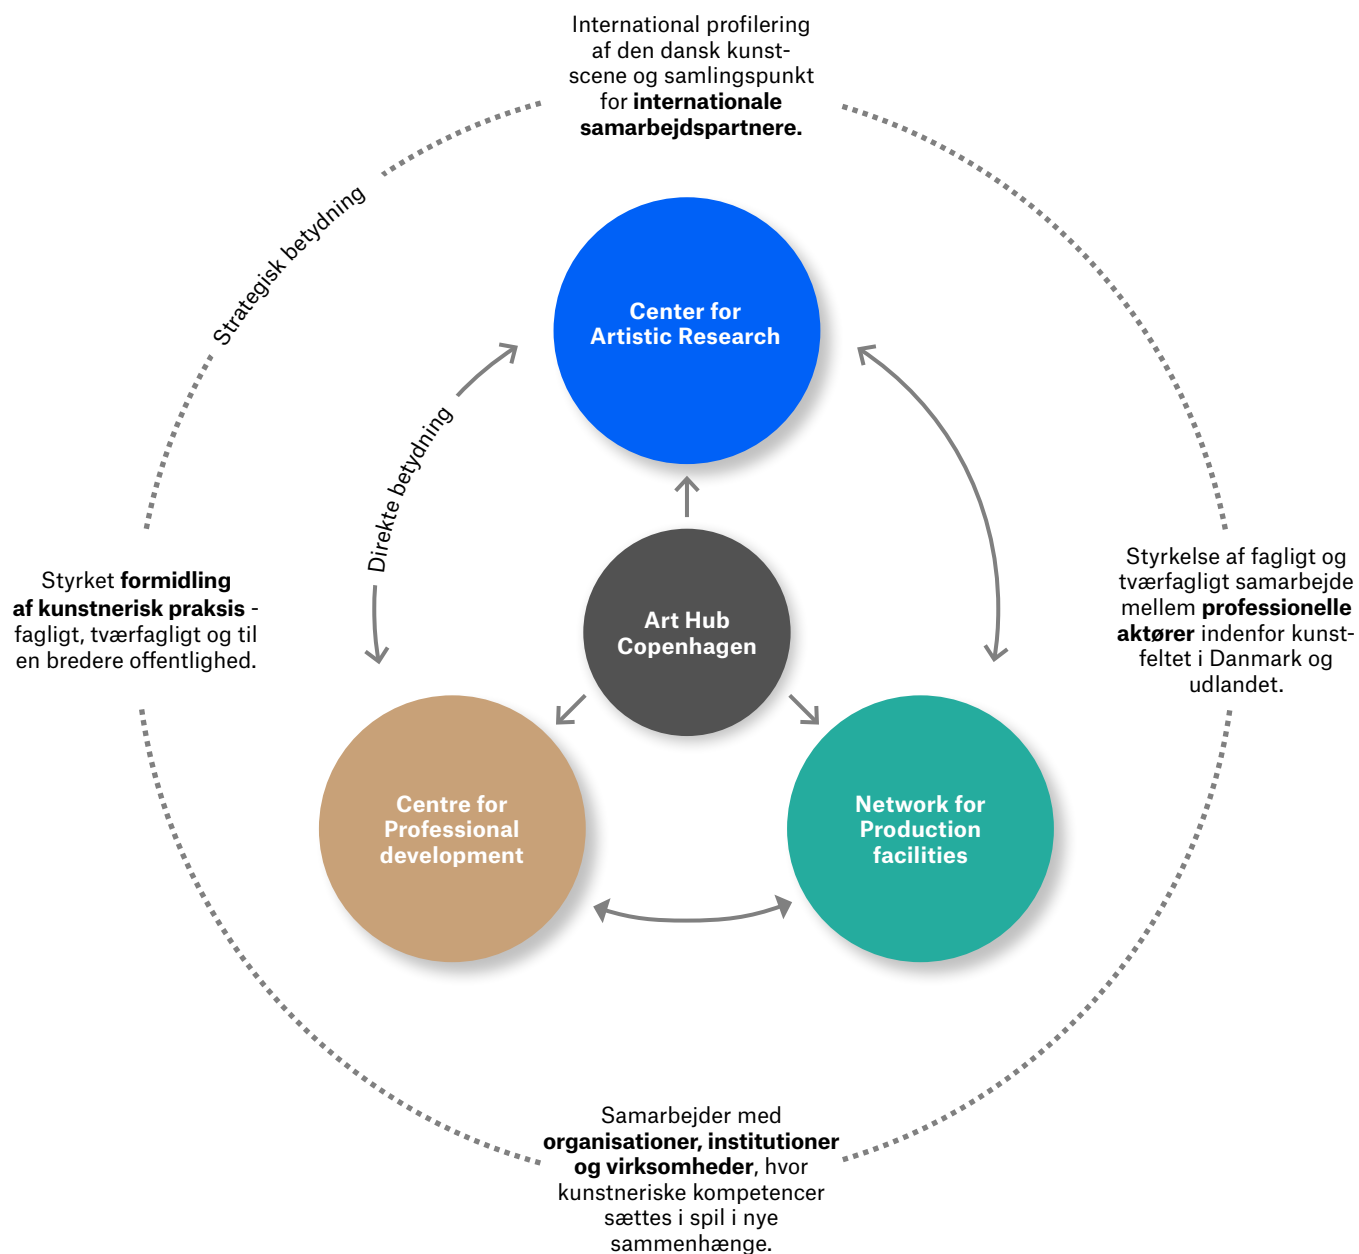 International profilering
af den dansk kunst-
scene og samlingspunkt
for internationale
samarbejdspartnere.
Strategisk betydning
Center for
Artistic Research
Direkte betydning
Styrket formidling
af kunstnerisk praksis -
fagligt, tværfagligt og til
en bredere offentlighed.
Art Hub
Copenhagen
Styrkelse af fagligt og
tværfagligt samarbejde
mellem professionelle
aktører indenfor kunst-
feltet i Danmark og
udlandet.
Centre for
Professional
development
Network for
Production
facilities
Samarbejder med
organisationer, institutioner
og virksomheder, hvor
kunstneriske kompetencer
sættes i spil i nye
sammenhænge.